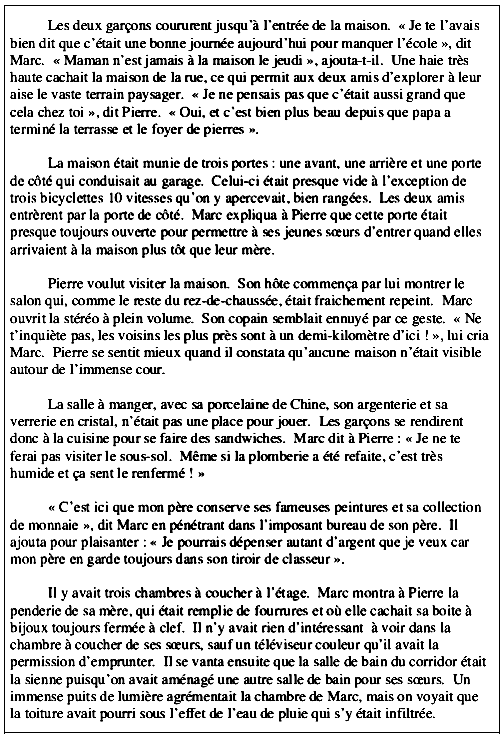 Les deux garçons coururent jusqu'à l'entrée de la maison. « Je te l'avais
bien dit que c'était une bonne journée aujourd'hui pour manquer l'école », dit
Marc. « Maman n'est jamais à la maison le jeudi », ajouta-t-il. Une haie très
haute cachait la maison de la rue, ce qui permit aux deux amis d'explorer à leur
aise le vaste terrain paysager. « Je ne pensais pas que c'était aussi grand que
cela chez toi », dit Pierre. « Oui, et c'est bien plus beau depuis que papa a
terminé la terrasse et le foyer de pierres ».
La maison était munie de trois portes : une avant, une arrière et une porte
de côté qui conduisait au garage. Celui-ci était presque vide à l'exception de
trois bicyclettes 10 vitesses qu'on y apercevait, bien rangées. Les deux amis
entrèrent par la porte de côté. Marc expliqua à Pierre que cette porte était
presque toujours ouverte pour permettre à ses jeunes sœurs d'entrer quand elles
arrivaient à la maison plus tôt que leur mère.
Pierre voulut visiter la maison. Son hôte commença par lui montrer le
salon qui, comme le reste du rez-de-chaussée, était fraichement repeint. Marc
ouvrit la stéréo à plein volume. Son copain semblait ennuyé par ce geste. « Ne
t'inquiète pas, les voisins les plus près sont à un demi-kilomètre d'ici ! », lui cria
Marc. Pierre se sentit mieux quand il constata qu'aucune maison n'était visible
autour de l'immense cour.
La salle à manger, avec sa porcelaine de Chine, son argenterie et sa
verrerie en cristal, n'était pas une place pour jouer. Les garçons se rendirent
donc à la cuisine pour se faire des sandwiches. Marc dit à Pierre : « Je ne te
ferai pas visiter le sous-sol. Même si la plomberie a été refaite, c'est très
humide et ça sent le renfermé ! »
« C'est ici que mon père conserve ses fameuses peintures et sa collection
de monnaie », dit Marc en pénétrant dans l'imposant bureau de son père. Il
ajouta pour plaisanter : « Je pourrais dépenser autant d'argent que je veux car
mon père en garde toujours dans son tiroir de classeur ».
Il y avait trois chambres à coucher à l'étage. Marc montra à Pierre la
penderie de sa mère, qui était remplie de fourrures et où elle cachait sa boite à
bijoux toujours fermée à clef. Il n'y avait rien d'intéressant à voir dans la
chambre à coucher de ses sœurs, sauf un téléviseur couleur qu'il avait la
permission d'emprunter. Il se vanta ensuite que la salle de bain du corridor était
la sienne puisqu'on avait aménagé une autre salle de bain pour ses sœurs. Un
immense puits de lumière agrémentait la chambre de Marc, mais on voyait que
la toiture avait pourri sous l'effet de l'eau de pluie qui s'y était infiltrée.